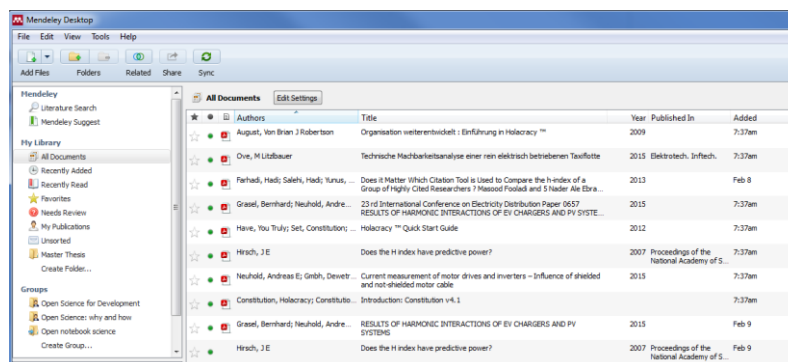 Mendeley Desktop
File Edit View Tools Help
Add Files Folders Related Share Sync
Mendeley
Literature Search
Mendeley Suggest
My Library
All Documents
Recently Added
Recently Read
Favorites
Needs Review
My Publications
Unsorted
Master Thesis
Create Folder...
Groups
Open Science for Development
Open Science: why and how
Open notebook science
Create Group...
All Documents Edit Settings
Authors Title Year Published In Added
August, Von Brian J Robertson Organisation weiterentwickelt : Einführung in Holacracy ™ 2009 7:37am
Ove, M Litzlbauer Technische Machbarkeitsanalyse einer rein elektrisch betriebenen Taxiflotte 2015 Elektrotech. Inftech. 7:37am
Farhadi, Hadi; Salehi, Hadi; Yunus, ... Does it Matter Which Citation Tool is Used to Compare the h-index of a 2013 Feb 8
Group of Highly Cited Researchers ? Masood Fooladi and 5 Nader Ale Ebra...
Grasel, Bernhard; Neuhold, Andre... 23 rd International Conference on Electricity Distribution Paper 0657 2015 7:37am
RESULTS OF HARMONIC INTERACTIONS OF EV CHARGERS AND PV SYSTE...
Have, You Truly; Set, Constitution; ... Holacracy ™ Quick Start Guide 2012 7:37am
Hirsch, J E Does the H index have predictive power? 2007 Proceedings of the 7:37am
National Academy of S...
Neuhold, Andreas E; Gmbh, Dewetr... Current measurement of motor drives and inverters – Influence of shielded 2015 7:37am
and not-shielded motor cable
Constitution, Holacracy; Constitutio... Introduction: Constitution v4.1 7:37am
Grasel, Bernhard; Neuhold, Andre... RESULTS OF HARMONIC INTERACTIONS OF EV CHARGERS AND PV 2015 Feb 9
SYSTEMS
Hirsch, J E Does the H index have predictive power? 2007 Proceedings of the Feb 9
National Academy of S...